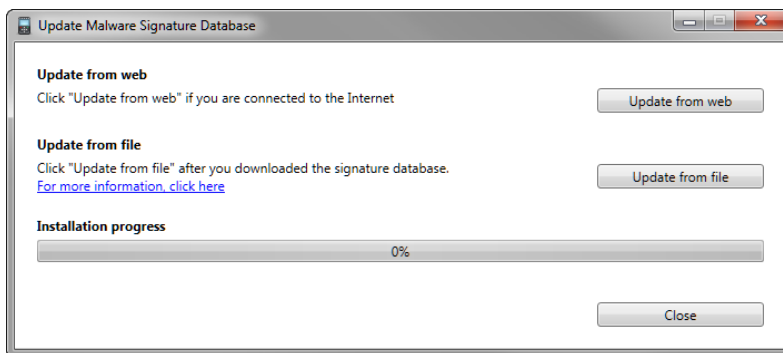 Update Malware Signature Database
Update from web
Click "Update from web" if you are connected to the Internet
Update from web
Update from file
Click "Update from file" after you downloaded the signature database.
For more information, click here
Update from file
Installation progress
0%
Close